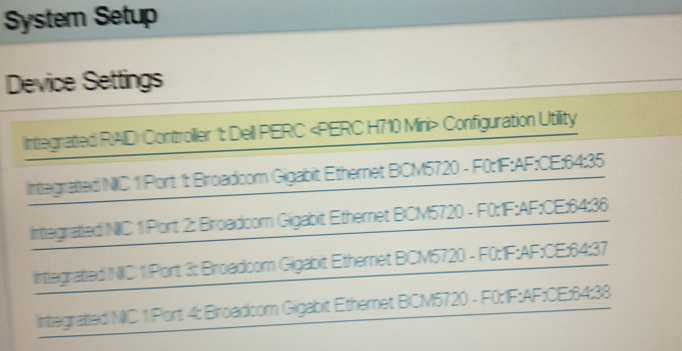 System Setup
Device Settings
Integrated RAID Controller 1: Dell PERC <PERC H710 Mini> Configuration Utility
Integrated NIC 1 Port 1: Broadcom Gigabit Ethernet BCM5720 - F0:1F:AF:CE:64:35
Integrated NIC 1 Port 2: Broadcom Gigabit Ethernet BCM5720 - F0:1F:AF:CE:64:36
Integrated NIC 1 Port 3: Broadcom Gigabit Ethernet BCM5720 - F0:1F:AF:CE:64:37
Integrated NIC 1 Port 4: Broadcom Gigabit Ethernet BCM5720 - F0:1F:AF:CE:64:38